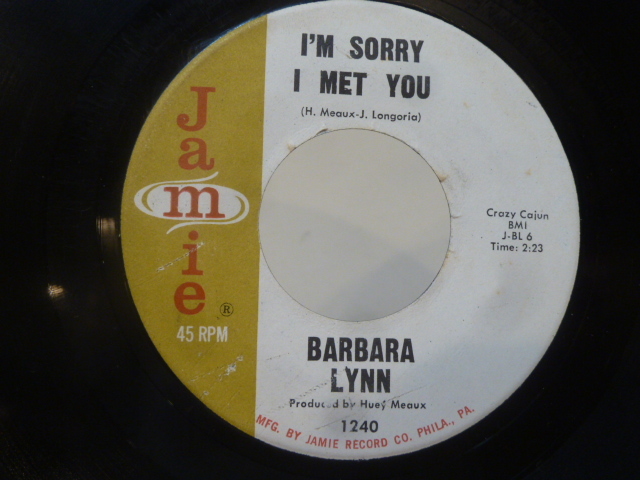 I'M SORRY
I MET YOU
(H. Meaux-J. Longoria)
Jamie
®
45 RPM
Crazy Cajun
BMI
J-BL 6
Time: 2:23
BARBARA
LYNN
Produced by Huey Meaux
1240
MFG. BY JAMIE RECORD CO. PHILA., PA.